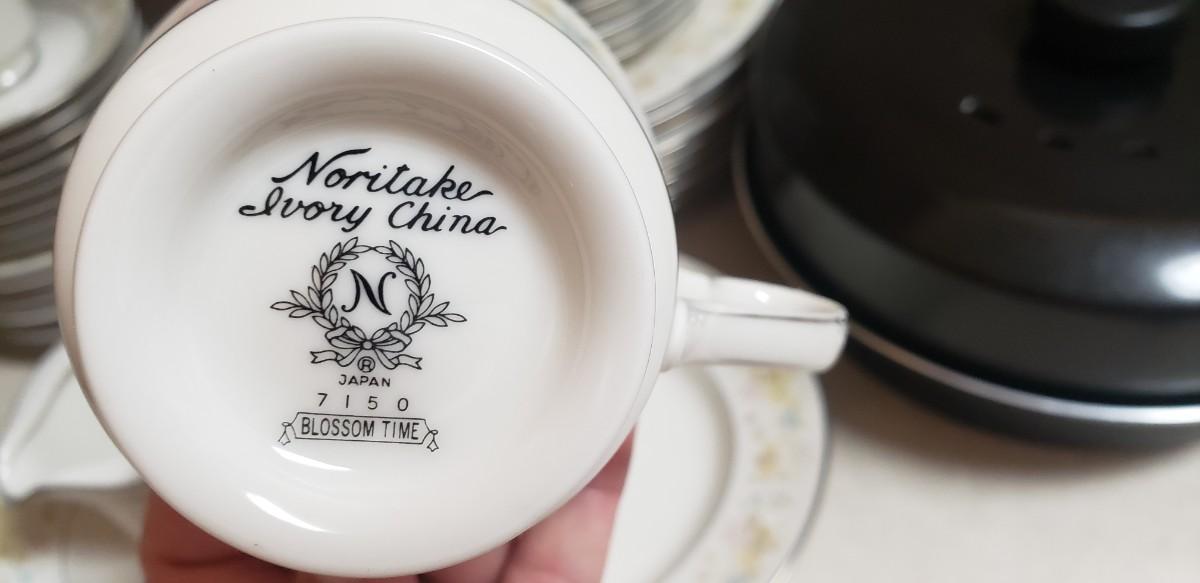 Noritake
Ivory China
N
®
JAPAN
7150
BLOSSOM TIME